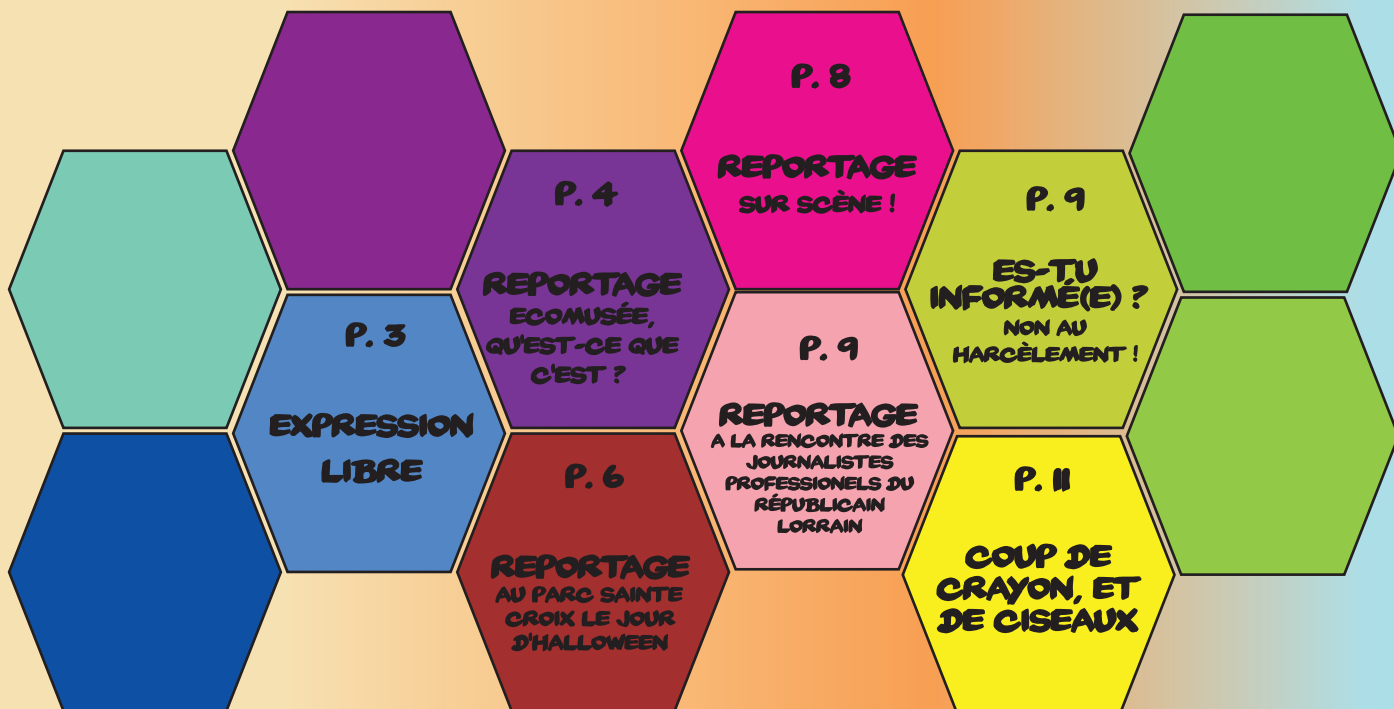 P. 3
EXPRESSION
LIBRE
P. 4
REPORTAGE
ECOMUSÉE,
QU'EST-CE QUE
C'EST ?
P. 6
REPORTAGE
AU PARC SAINTE
CROIX LE JOUR
D'HALLOWEEN
P. 8
REPORTAGE
SUR SCÈNE !
P. 9
REPORTAGE
A LA RENCONTRE DES
JOURNALISTES
PROFESSIONELS DU
RÉPUBLICAIN
LORRAIN
P. 9
ES-TU
INFORMÉ(E) ?
NON AU
HARCÈLEMENT !
P. 11
COUP DE
CRAYON, ET
DE CISEAUX